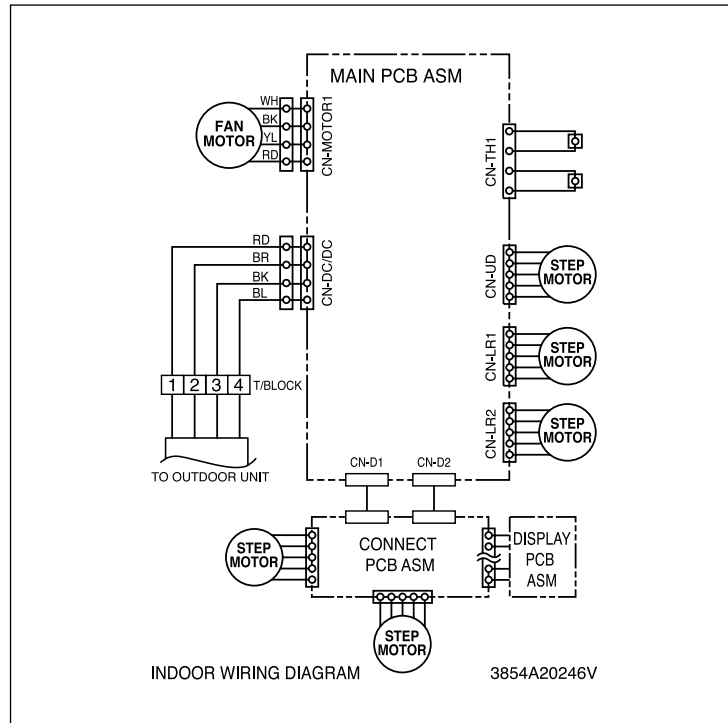 MAIN PCB ASM
FAN
MOTOR
WH
BK
YL
RD
CN-MOTOR1
CN-TH1
RD
BR
BK
BL
CN-DC/DC
CN-UD
STEP
MOTOR
CN-LR1
STEP
MOTOR
1 2 3 4 T/BLOCK
CN-LR2
STEP
MOTOR
TO OUTDOOR UNIT
CN-D1 CN-D2
STEP
MOTOR
CONNECT
PCB ASM
DISPLAY
PCB
ASM
STEP
MOTOR
INDOOR WIRING DIAGRAM 3854A20246V